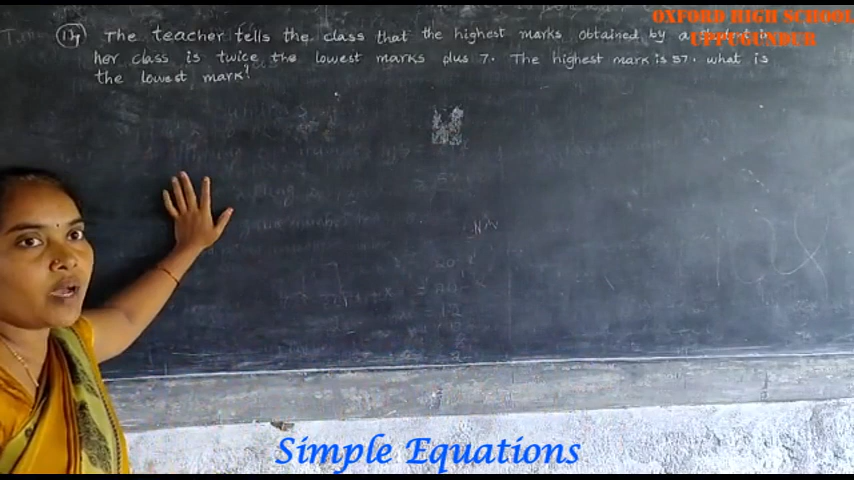 OXFORD HIGH SCHOOL
UPPUGUNDUR
The teacher tells the class that the highest marks obtained by a student in
her class is twice the lowest marks plus 7. The highest mark is 57. what is
the lowest mark?
Simple Equations